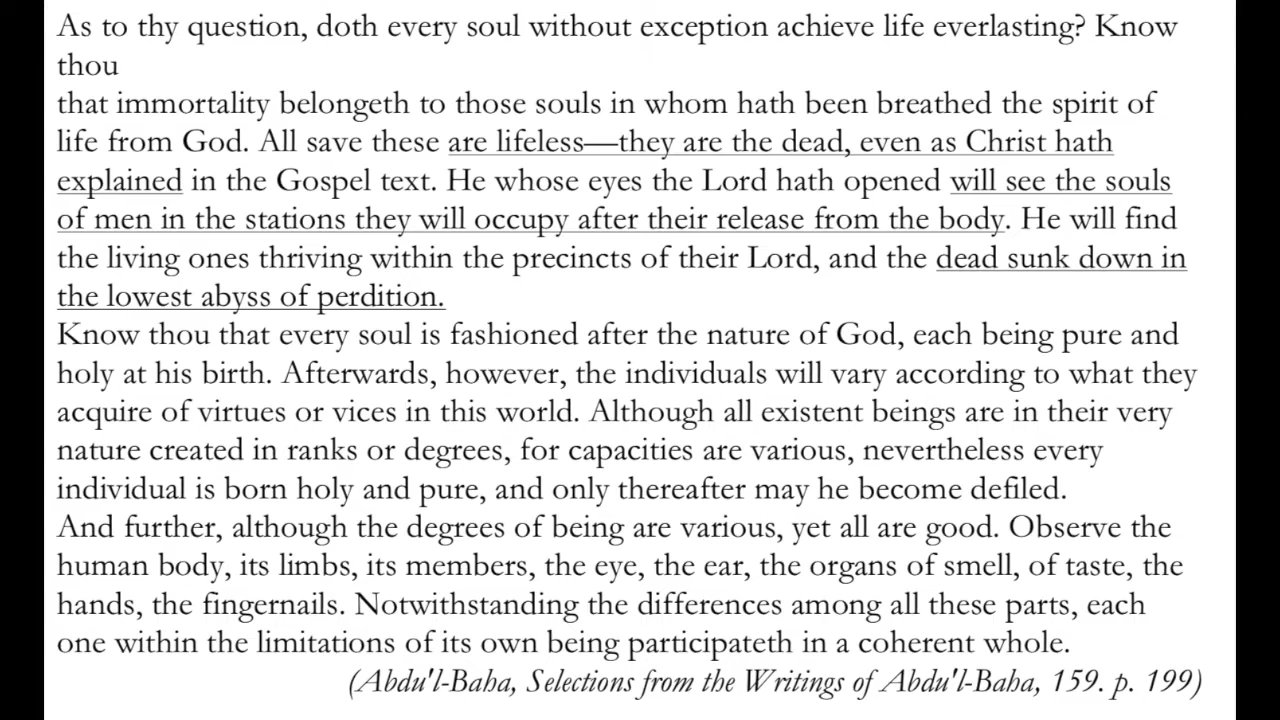 As to thy question, doth every soul without exception achieve life everlasting? Know
thou
that immortality belongeth to those souls in whom hath been breathed the spirit of
life from God. All save these are lifeless—they are the dead, even as Christ hath
explained in the Gospel text. He whose eyes the Lord hath opened will see the souls
of men in the stations they will occupy after their release from the body. He will find
the living ones thriving within the precincts of their Lord, and the dead sunk down in
the lowest abyss of perdition.
Know thou that every soul is fashioned after the nature of God, each being pure and
holy at his birth. Afterwards, however, the individuals will vary according to what they
acquire of virtues or vices in this world. Although all existent beings are in their very
nature created in ranks or degrees, for capacities are various, nevertheless every
individual is born holy and pure, and only thereafter may he become defiled.
And further, although the degrees of being are various, yet all are good. Observe the
human body, its limbs, its members, the eye, the ear, the organs of smell, of taste, the
hands, the fingernails. Notwithstanding the differences among all these parts, each
one within the limitations of its own being participateth in a coherent whole.
(Abdu'l-Baha, Selections from the Writings of Abdu'l-Baha, 159. p. 199)